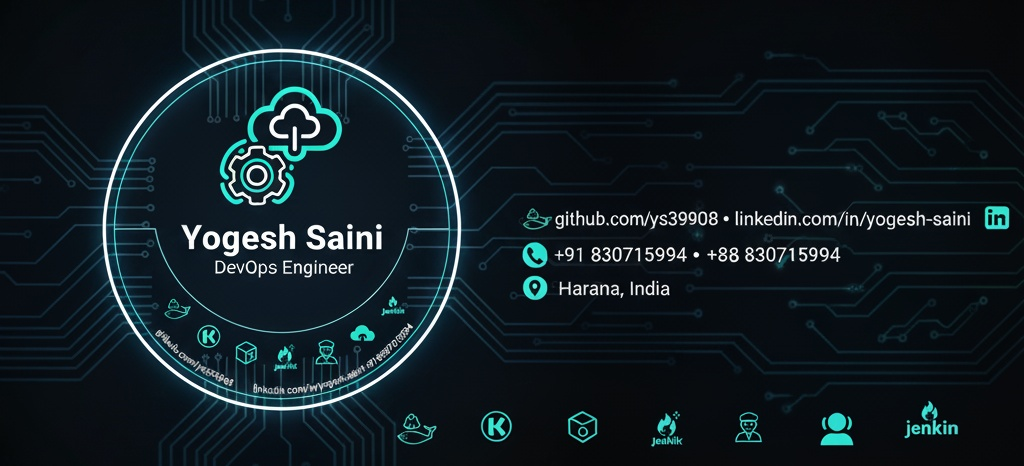 Yogesh Saini
DevOps Engineer
github.com/ys39908 • linkedin.com/in/yogesh-saini in
+91 830715994 • +88 830715994
Harana, India
K
K
JeaNik
jenkin